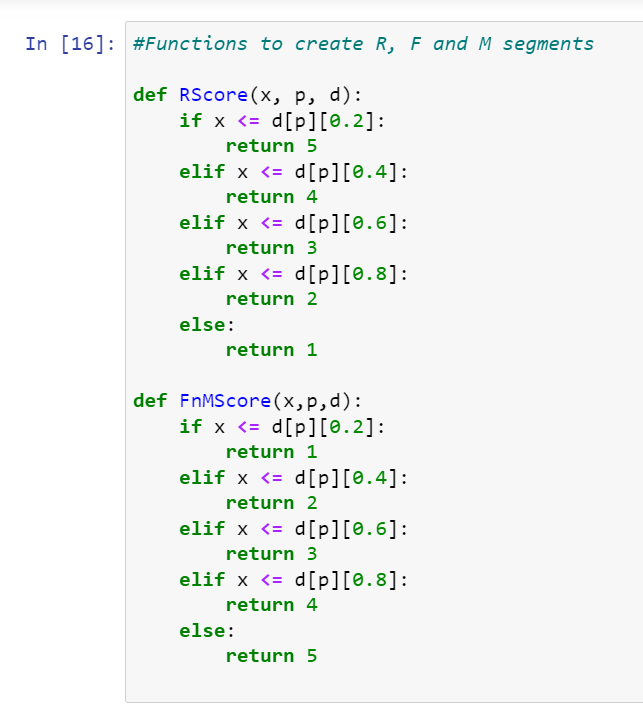 In [16]: #Functions to create R, F and M segments
def RScore(x, p, d):
    if x <= d[p][0.2]:
        return 5
    elif x <= d[p][0.4]:
        return 4
    elif x <= d[p][0.6]:
        return 3
    elif x <= d[p][0.8]:
        return 2
    else:
        return 1
def FnMScore(x,p,d):
    if x <= d[p][0.2]:
        return 1
    elif x <= d[p][0.4]:
        return 2
    elif x <= d[p][0.6]:
        return 3
    elif x <= d[p][0.8]:
        return 4
    else:
        return 5